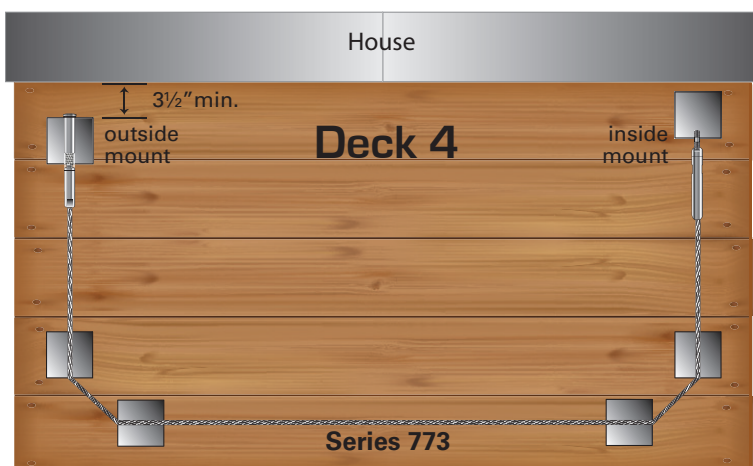 House
3½" min.
outside
mount
Deck 4
inside
mount
Series 773